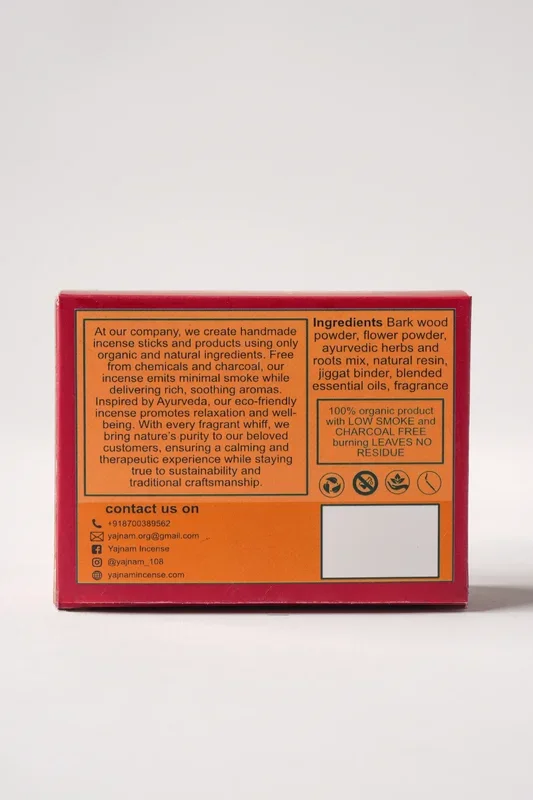 At our company, we create handmade
incense sticks and products using only
organic and natural ingredients. Free
from chemicals and charcoal, our
incense emits minimal smoke while
delivering rich, soothing aromas.
Inspired by Ayurveda, our eco-friendly
incense promotes relaxation and well-
being. With every fragrant whiff, we
bring nature's purity to our beloved
customers, ensuring a calming and
therapeutic experience while staying
true to sustainability and
traditional craftsmanship.
Ingredients Bark wood
powder, flower powder,
ayurvedic herbs and
roots mix, natural resin,
jiggat binder, blended
essential oils, fragrance
100% organic product
with LOW SMOKE and
CHARCOAL FREE
burning LEAVES NO
RESIDUE
contact us on
+918700389562
yajnam.org@gmail.com
Yajnam Incense
@yajnam_108
yajnamincense.com